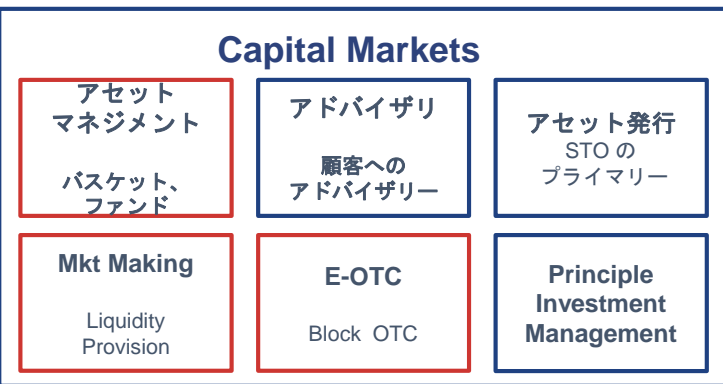 Capital Markets
アセット
マネジメント
バスケット、
ファンド
アドバイザリ
顧客への
アドバイザリー
アセット発行
STO の
プライマリー
Mkt Making
Liquidity
Provision
E-OTC
Block OTC
Principle
Investment
Management